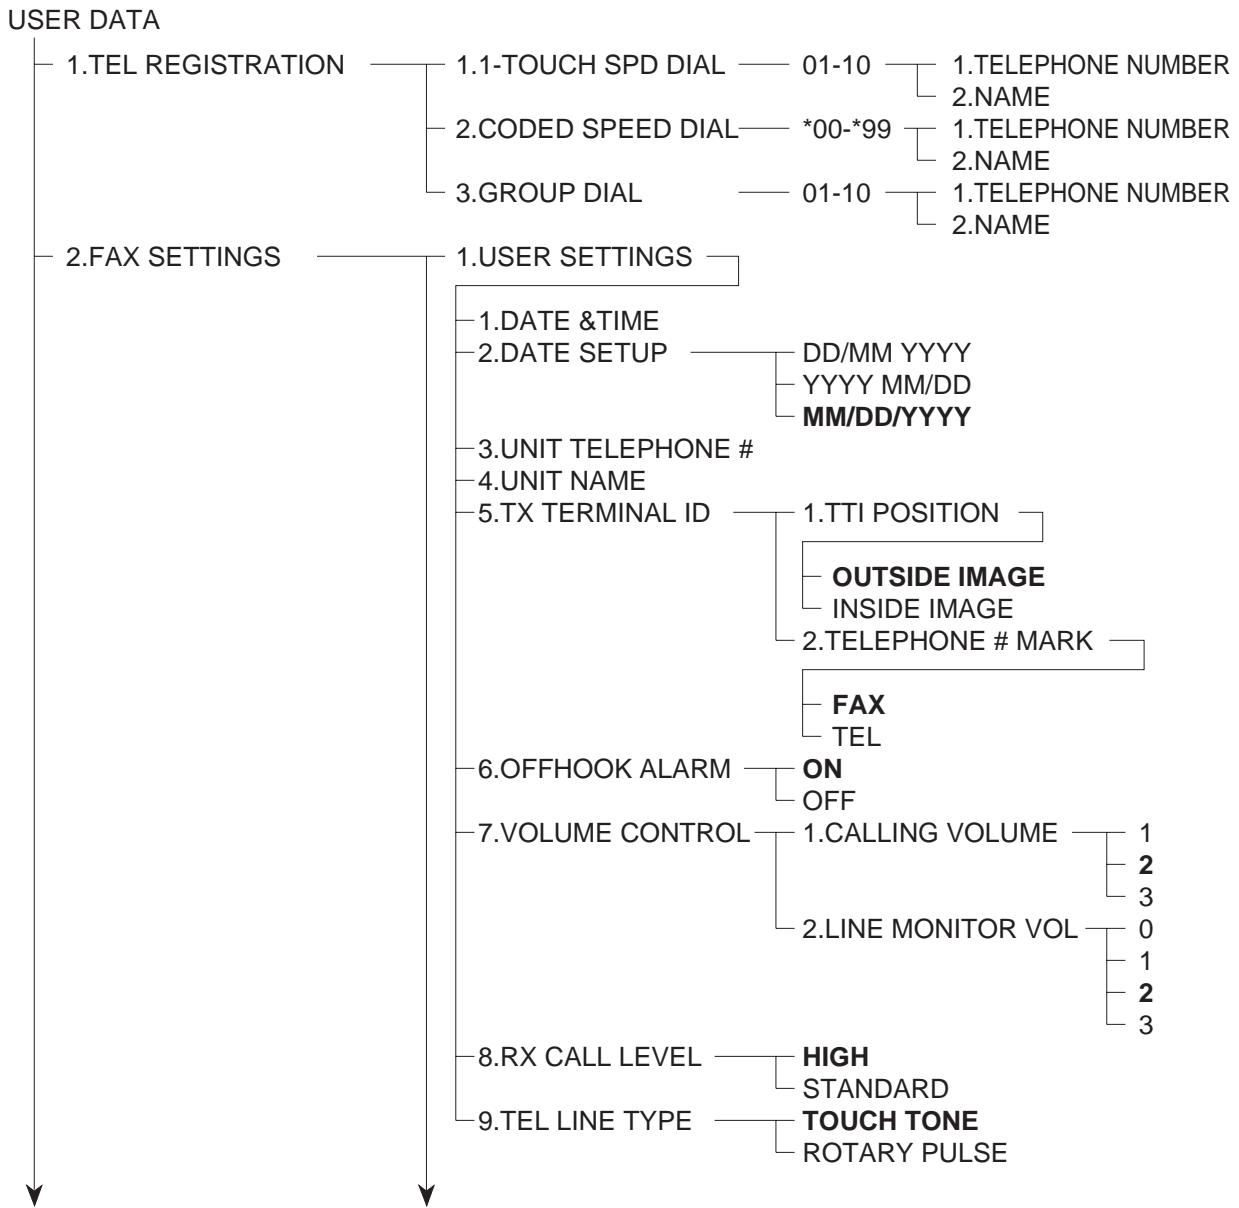 USER DATA
1.TEL REGISTRATION 1.1-TOUCH SPD DIAL 01-10 1.TELEPHONE NUMBER
2.NAME
2.CODED SPEED DIAL *00-*99 1.TELEPHONE NUMBER
2.NAME
3.GROUP DIAL 01-10 1.TELEPHONE NUMBER
2.NAME
2.FAX SETTINGS 1.USER SETTINGS
1.DATE &TIME
2.DATE SETUP DD/MM YYYY
YYYY MM/DD
MM/DD/YYYY
3.UNIT TELEPHONE #
4.UNIT NAME
5.TX TERMINAL ID 1.TTI POSITION
OUTSIDE IMAGE
INSIDE IMAGE
2.TELEPHONE # MARK
FAX
TEL
6.OFFHOOK ALARM ON
OFF
7.VOLUME CONTROL 1.CALLING VOLUME 1
2
3
2.LINE MONITOR VOL 0
1
2
3
8.RX CALL LEVEL HIGH
STANDARD
9.TEL LINE TYPE TOUCH TONE
ROTARY PULSE